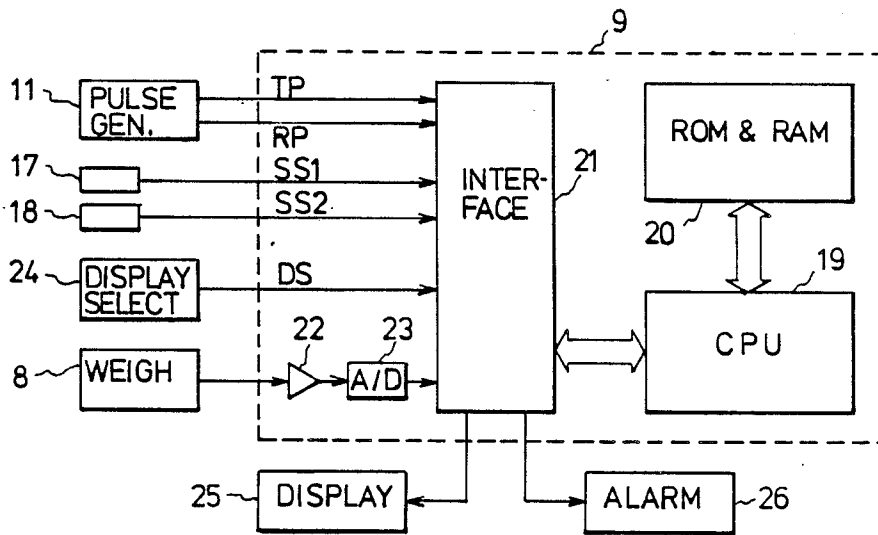 9
11
PULSE
GEN.
TP
RP
17
SS1
18
SS2
24
DISPLAY
SELECT
DS
8
WEIGH
22
23
A/D
INTER-
FACE
21
ROM & RAM
20
19
CPU
25
DISPLAY
ALARM
26